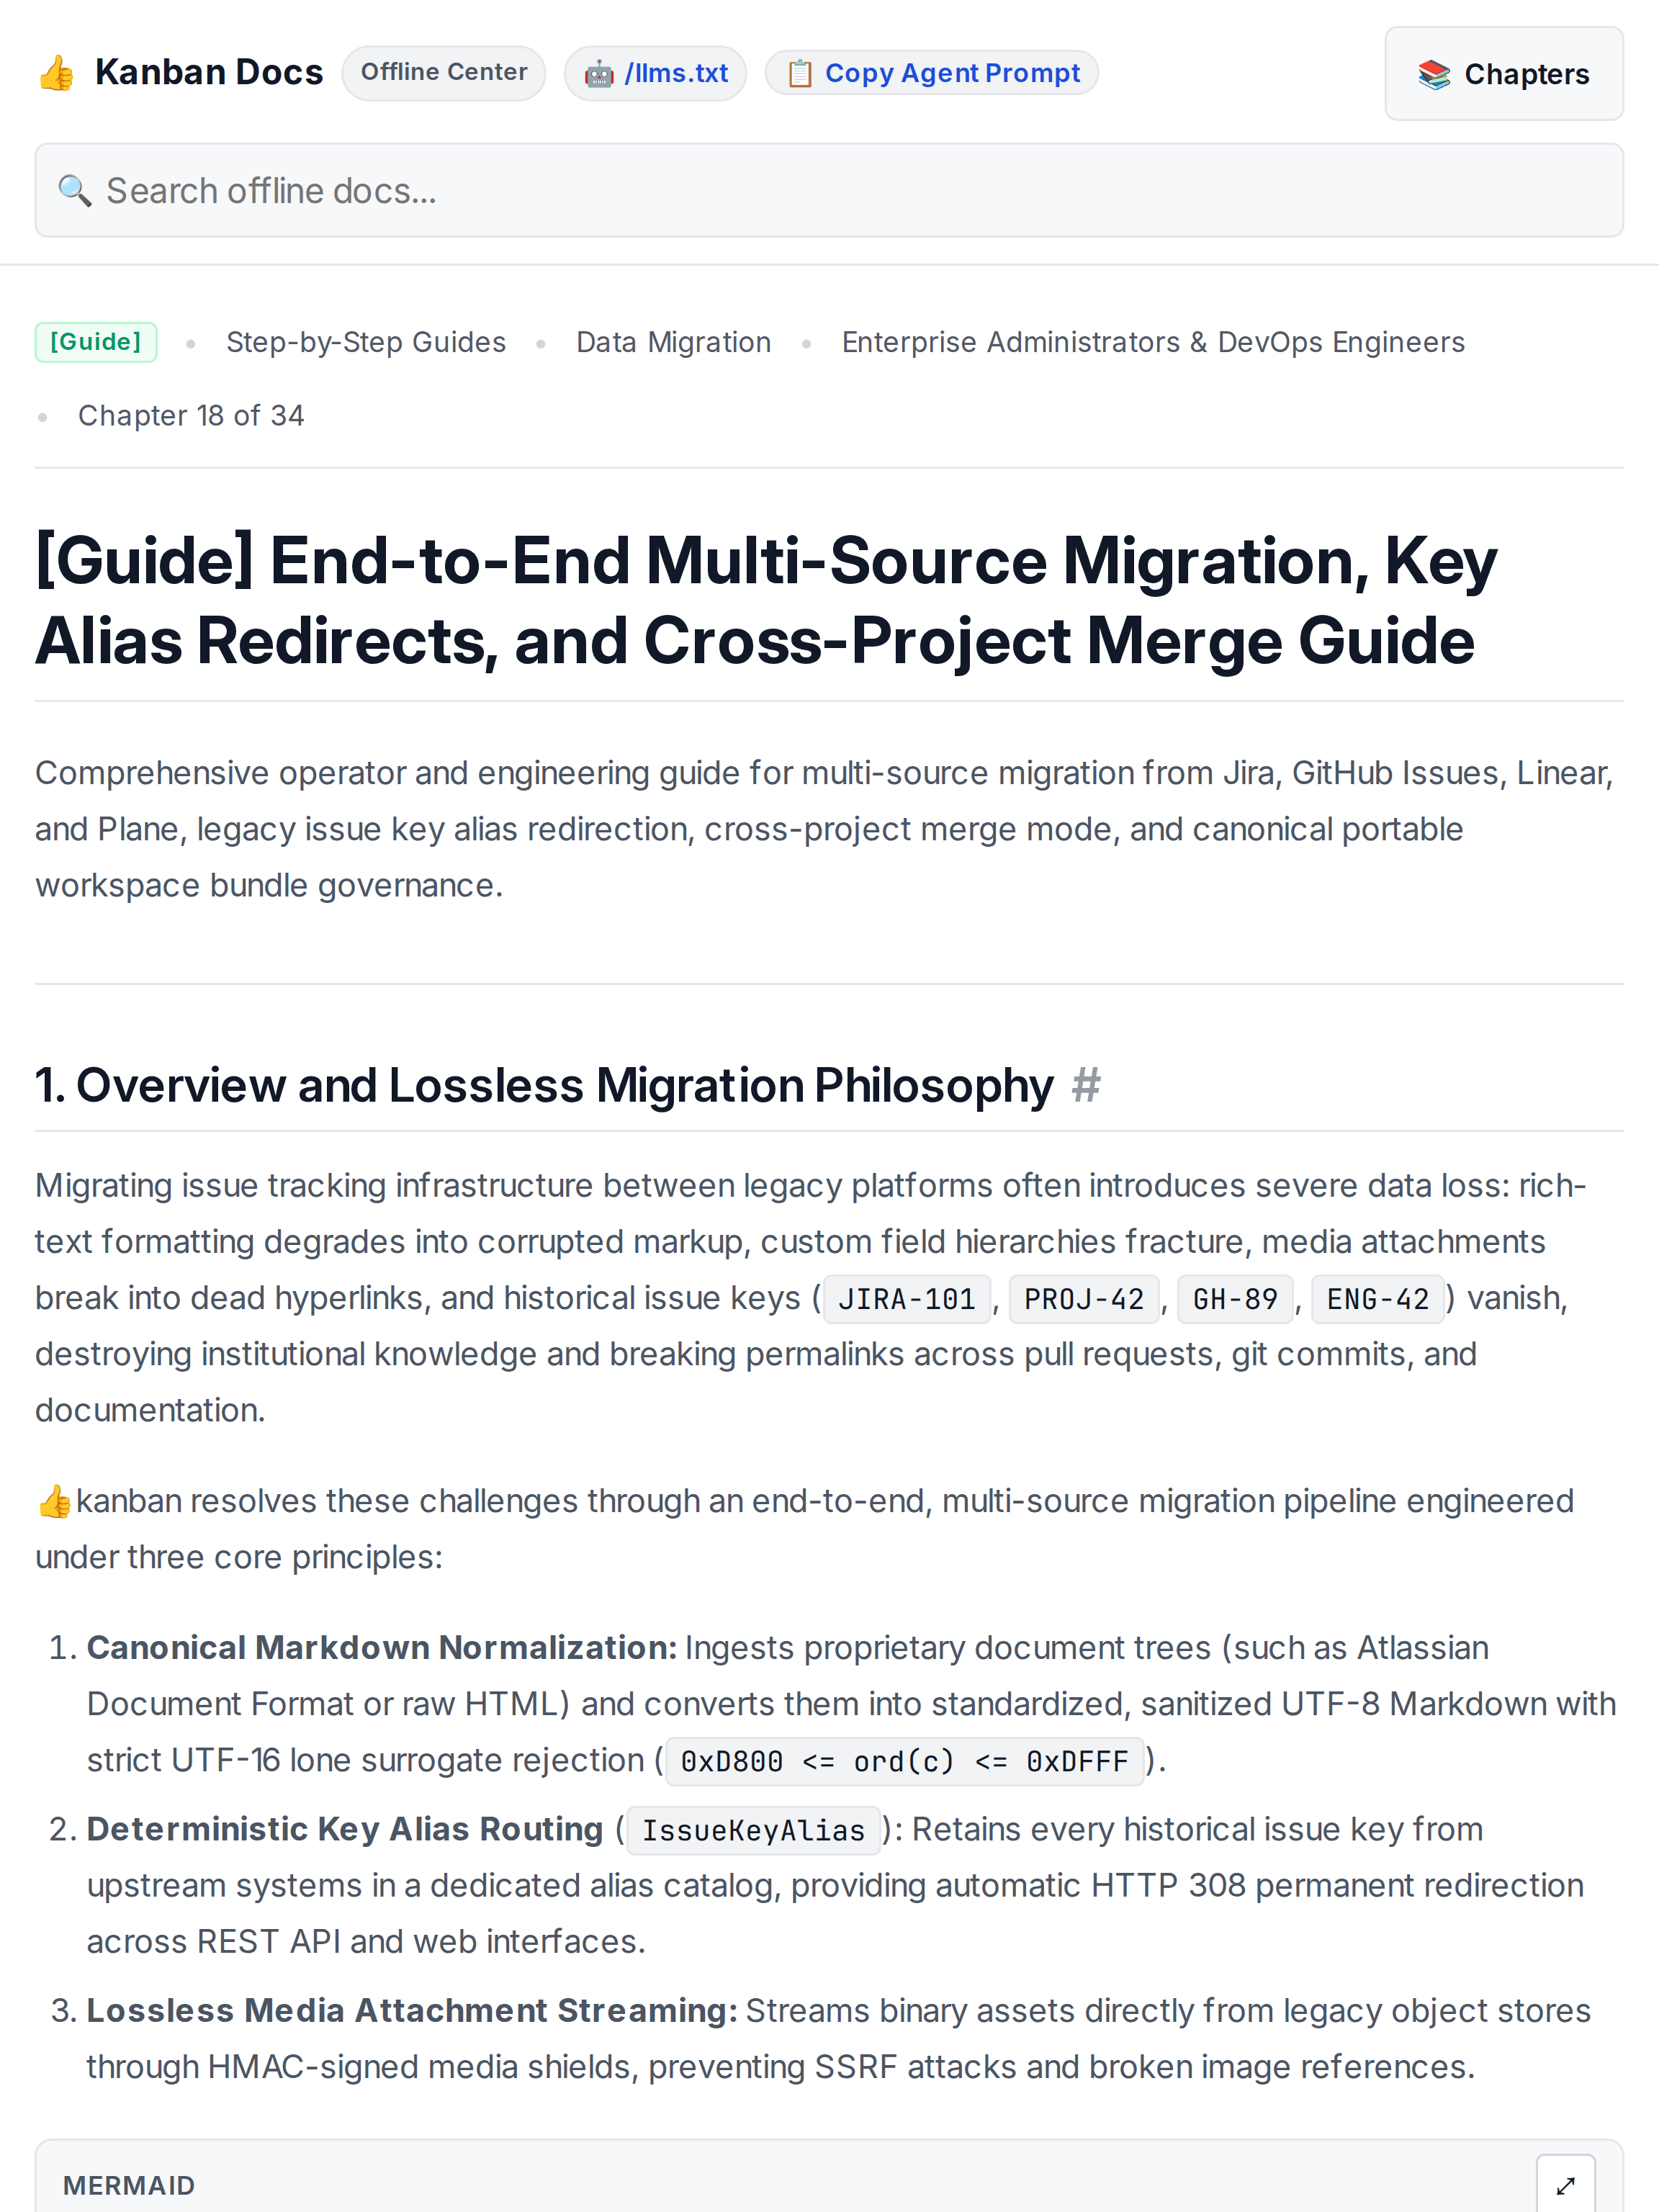 👍 Kanban Docs Offline Center 🤖 /llms.txt 📋 Copy Agent Prompt 📚 Chapters
🔍 Search offline docs...
[Guide] • Step-by-Step Guides • Data Migration • Enterprise Administrators & DevOps Engineers
• Chapter 18 of 34
[Guide] End-to-End Multi-Source Migration, Key
Alias Redirects, and Cross-Project Merge Guide
Comprehensive operator and engineering guide for multi-source migration from Jira, GitHub Issues, Linear,
and Plane, legacy issue key alias redirection, cross-project merge mode, and canonical portable
workspace bundle governance.
1. Overview and Lossless Migration Philosophy #
Migrating issue tracking infrastructure between legacy platforms often introduces severe data loss: rich-
text formatting degrades into corrupted markup, custom field hierarchies fracture, media attachments
break into dead hyperlinks, and historical issue keys (JIRA-101, PROJ-42, GH-89, ENG-42) vanish,
destroying institutional knowledge and breaking permalinks across pull requests, git commits, and
documentation.
👍kanban resolves these challenges through an end-to-end, multi-source migration pipeline engineered
under three core principles:
1. Canonical Markdown Normalization: Ingests proprietary document trees (such as Atlassian
Document Format or raw HTML) and converts them into standardized, sanitized UTF-8 Markdown with
strict UTF-16 lone surrogate rejection (0xD800 <= ord(c) <= 0xDFFF).
2. Deterministic Key Alias Routing (IssueKeyAlias): Retains every historical issue key from
upstream systems in a dedicated alias catalog, providing automatic HTTP 308 permanent redirection
across REST API and web interfaces.
3. Lossless Media Attachment Streaming: Streams binary assets directly from legacy object stores
through HMAC-signed media shields, preventing SSRF attacks and broken image references.
MERMAID ⤢